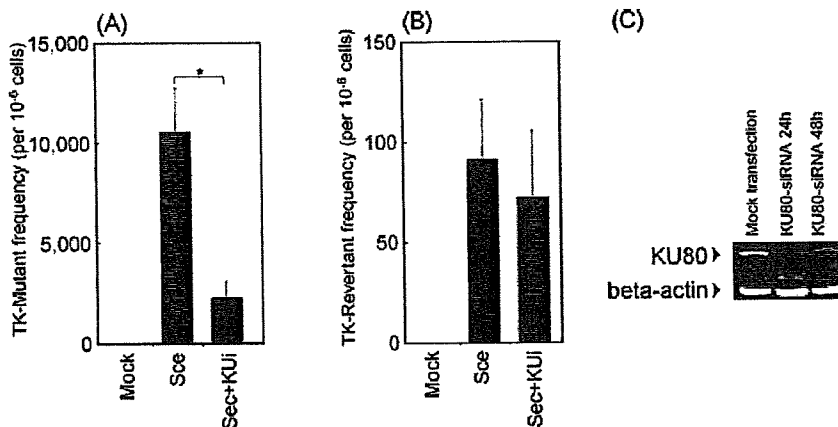 (A)
TK-Mutant frequency (per 10⁻⁶ cells)
15,000
10,000
5,000
0
*
Mock
Sce
Sec+KUi
(B)
TK-Revertant frequency (per 10⁻⁶ cells)
150
100
50
0
Mock
Sce
Sec+KUi
(C)
Mock transfection
KU80-siRNA 24h
KU80-siRNA 48h
KU80
beta-actin